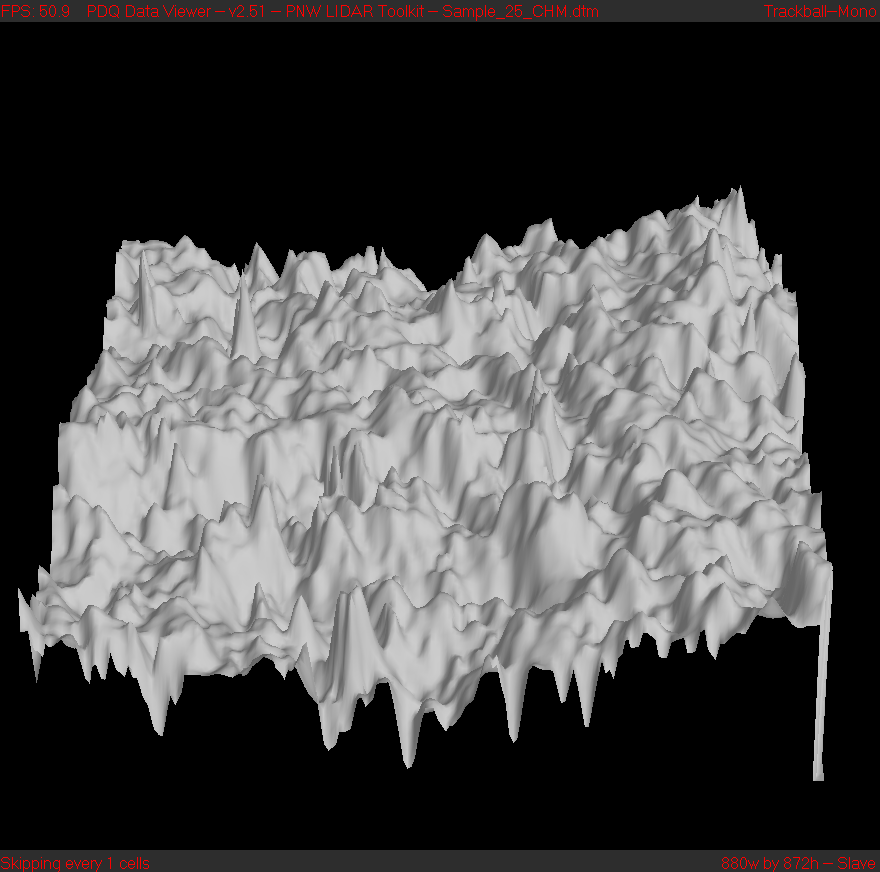 FPS: 50.9 PDQ Data Viewer - v2.51 - PNW LIDAR Toolkit - Sample_25_CHM.dtm Trackball-Mono
Skipping every 1 cells 880w by 872h - Slave